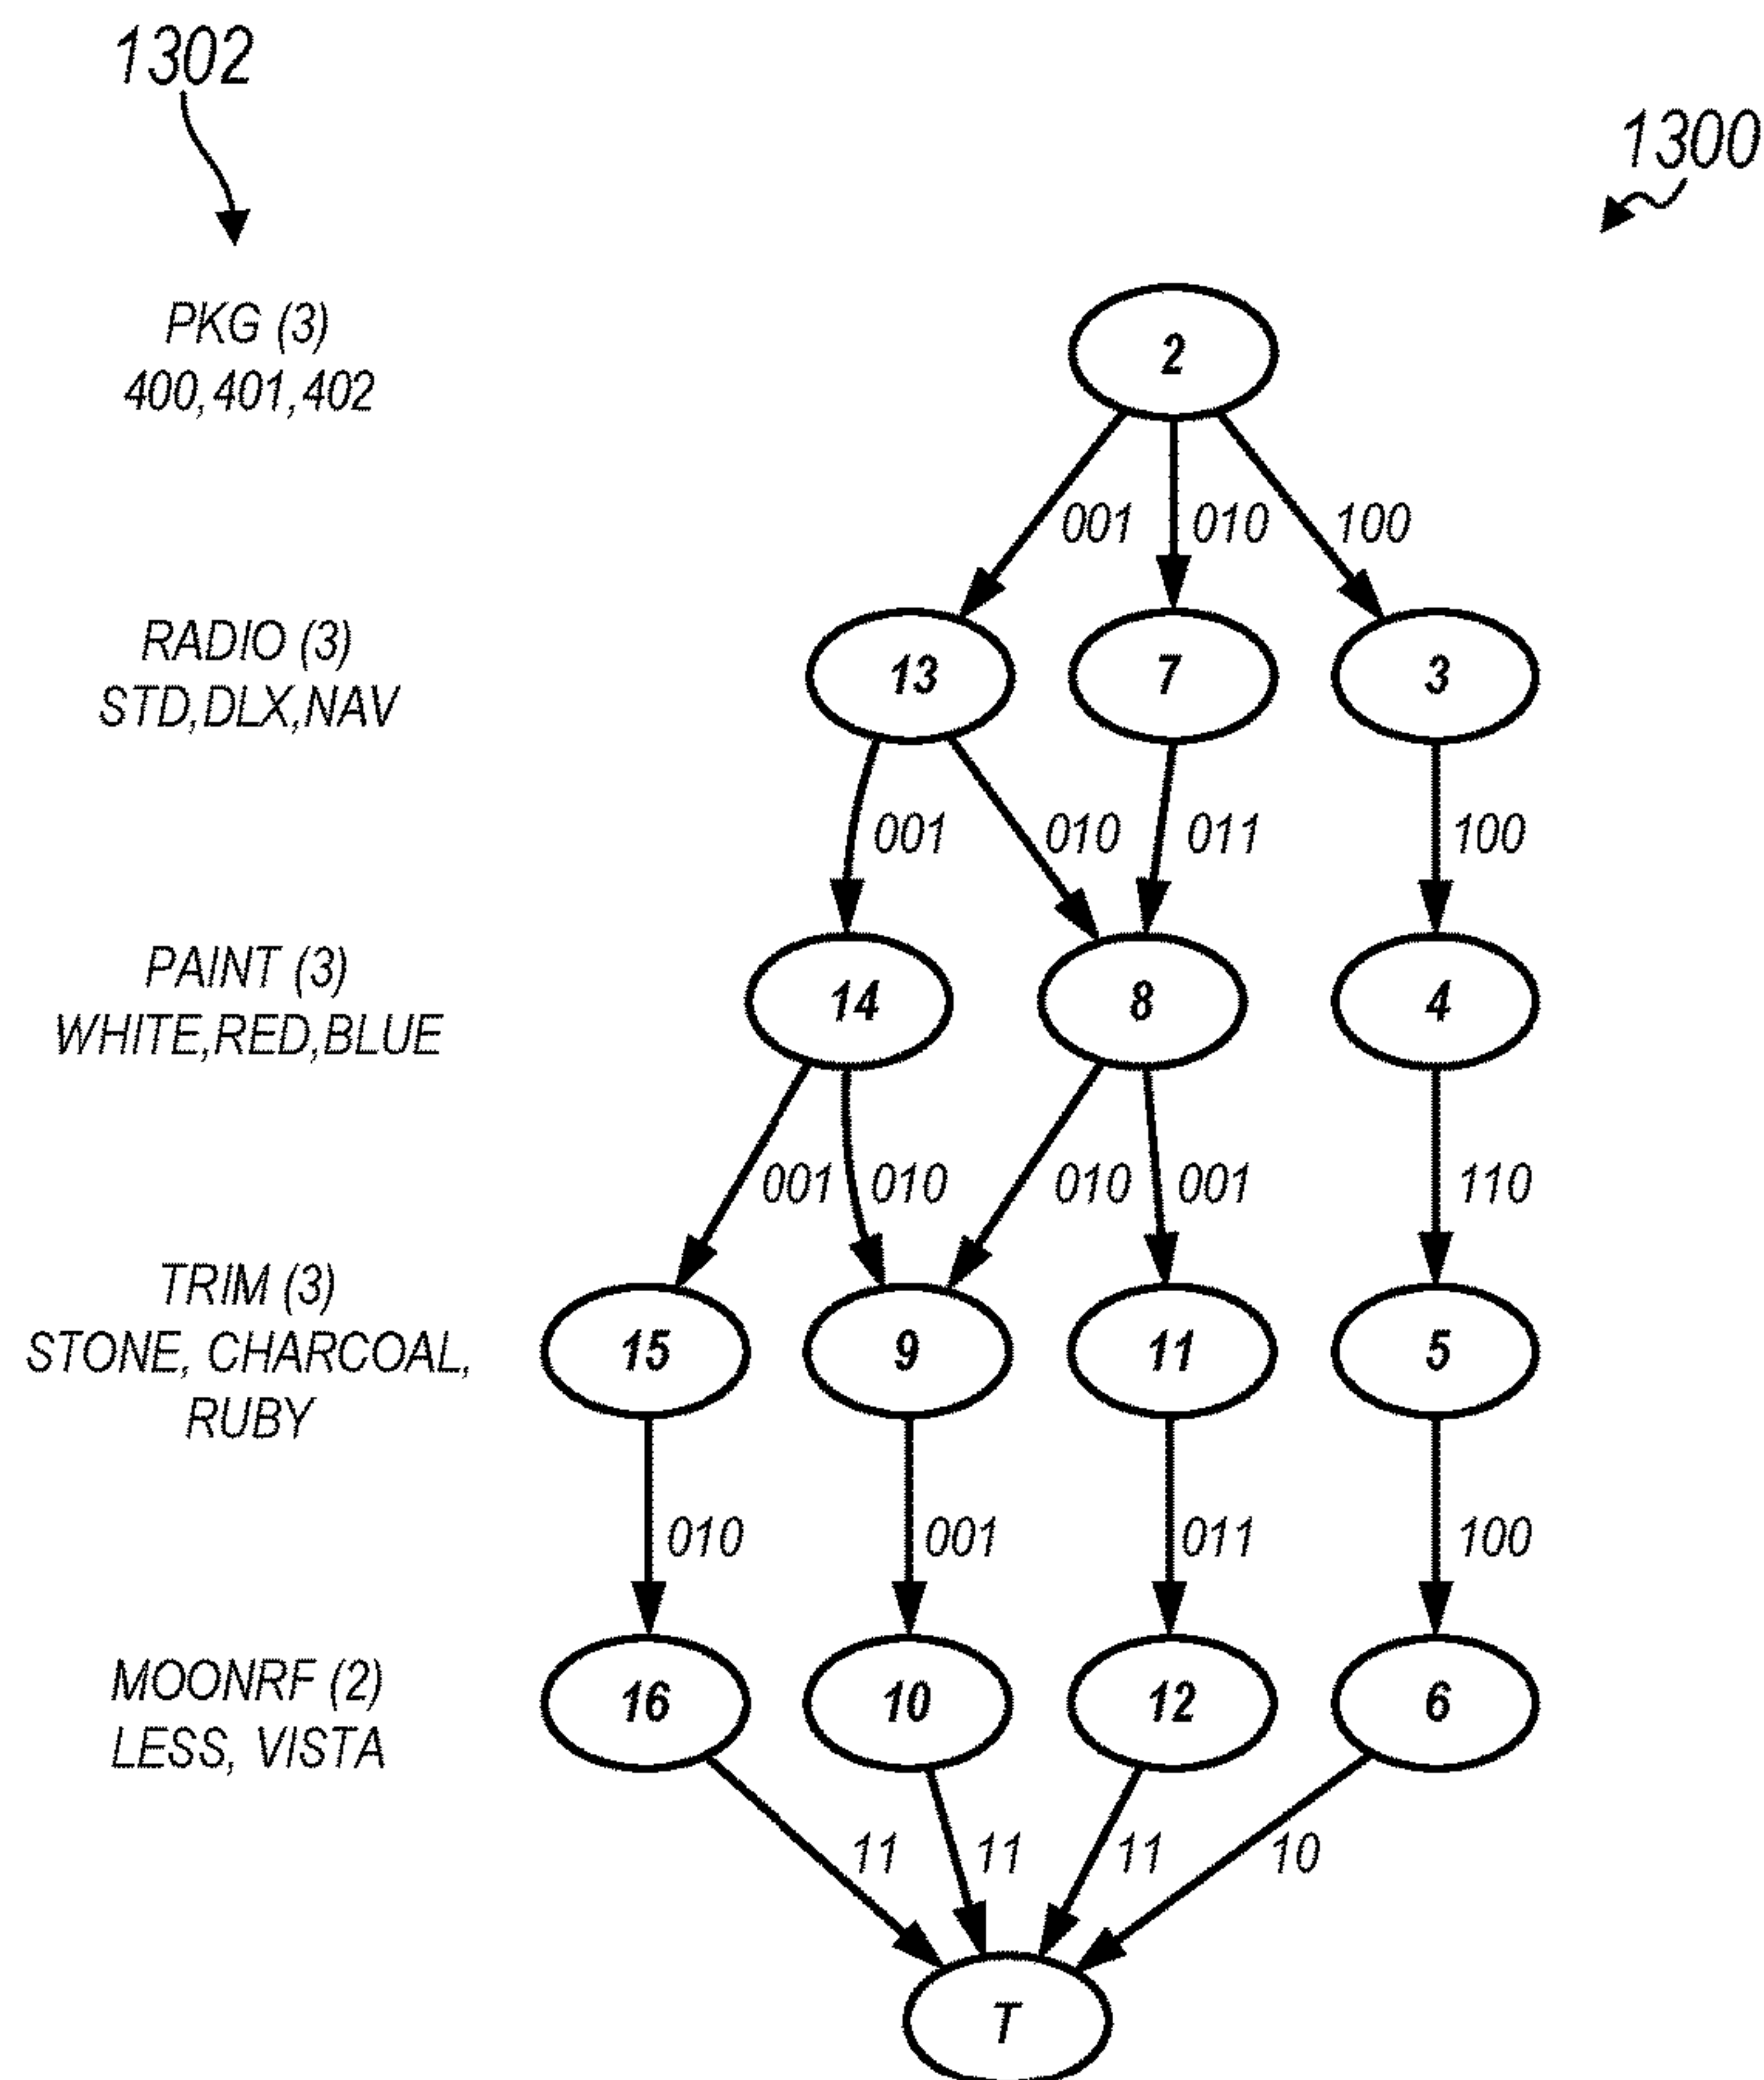 1302
1300
PKG (3)
400,401,402
2
001 010 100
RADIO (3)
STD,DLX,NAV
13 7 3
001 010 011 100
PAINT (3)
WHITE,RED,BLUE
14 8 4
001 010 010 001 110
TRIM (3)
STONE, CHARCOAL,
RUBY
15 9 11 5
010 001 011 100
MOONRF (2)
LESS, VISTA
16 10 12 6
11 11 11 10
T